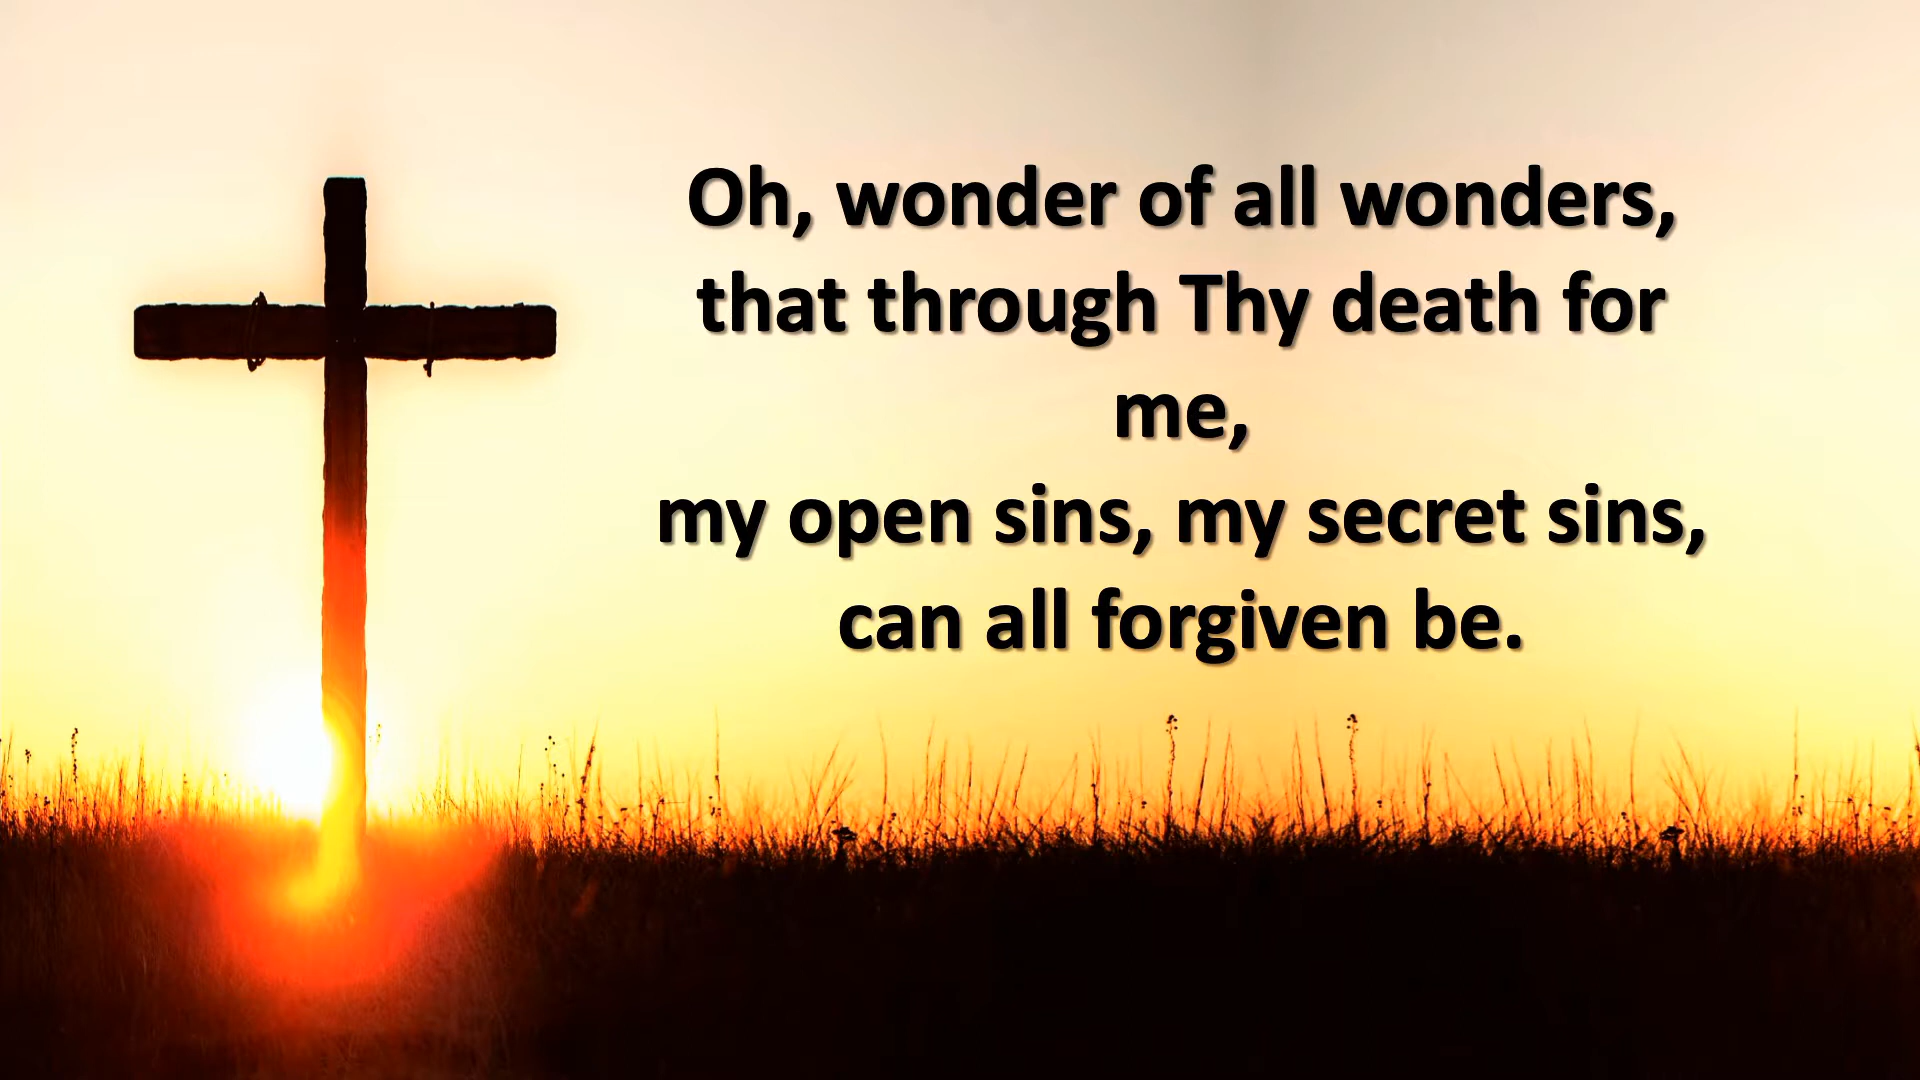 Oh, wonder of all wonders,
that through Thy death for
me,
my open sins, my secret sins,
can all forgiven be.